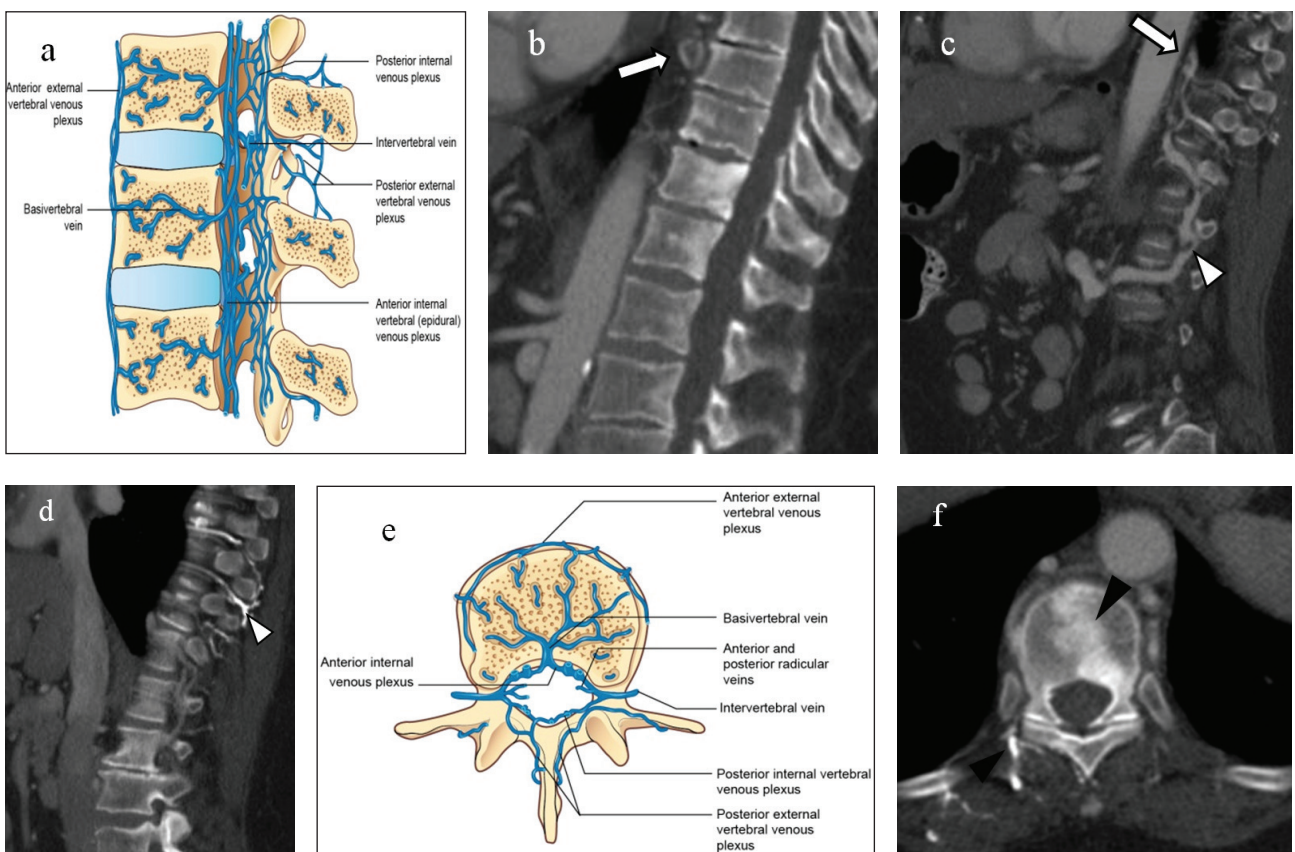 a
Anterior external
vertebral venous
plexus
Basivertebral
vein
Posterior internal
venous plexus
Intervertebral vein
Posterior external
vertebral venous
plexus
Anterior internal
vertebral (epidural)
venous plexus
b
c
d
e
Anterior external
vertebral venous
plexus
Basivertebral vein
Anterior and
posterior radicular
veins
Anterior internal
venous plexus
Intervertebral vein
Posterior internal vertebral
venous plexus
Posterior external
vertebral venous
plexus
f